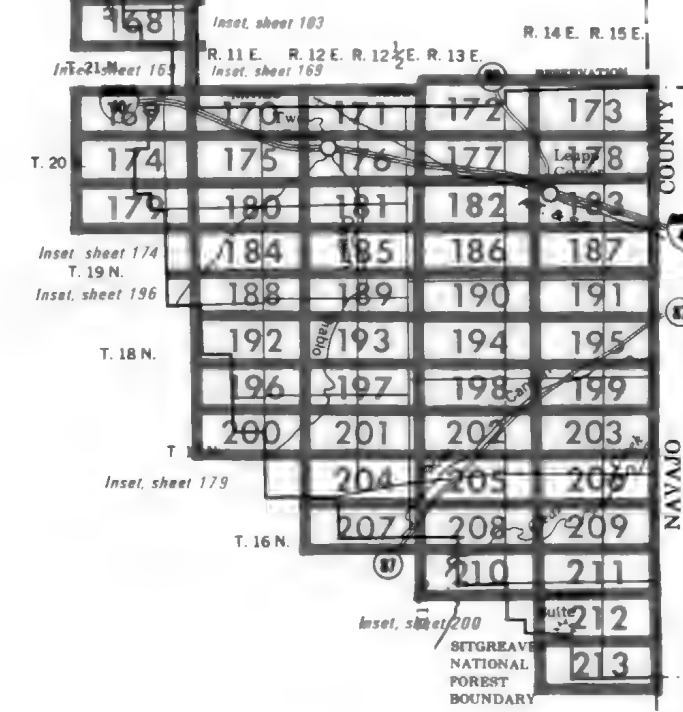 168
Inset, sheet 183
R. 14 E. R. 15 E.
T. 21 N.
R. 11 E. R. 12 E. R. 12½ E. R. 13 E.
Inset, sheet 169
RESERVATION
170 171 172 173
COUNTY
T. 20 174 175 176 177 178
179 180 181 182 183
Inset, sheet 174 184 185 186 187
T. 19 N.
Inset, sheet 196 188 189 190 191
87
T. 18 N. 192 193 194 195
196 197 198 199
200 201 202 203
Inset, sheet 179 204 205 206
NAVAJO
T. 16 N. 207 208 209
87
210 211
Inset, sheet 200 212
SITGREAVE 213
NATIONAL
FOREST
BOUNDARY